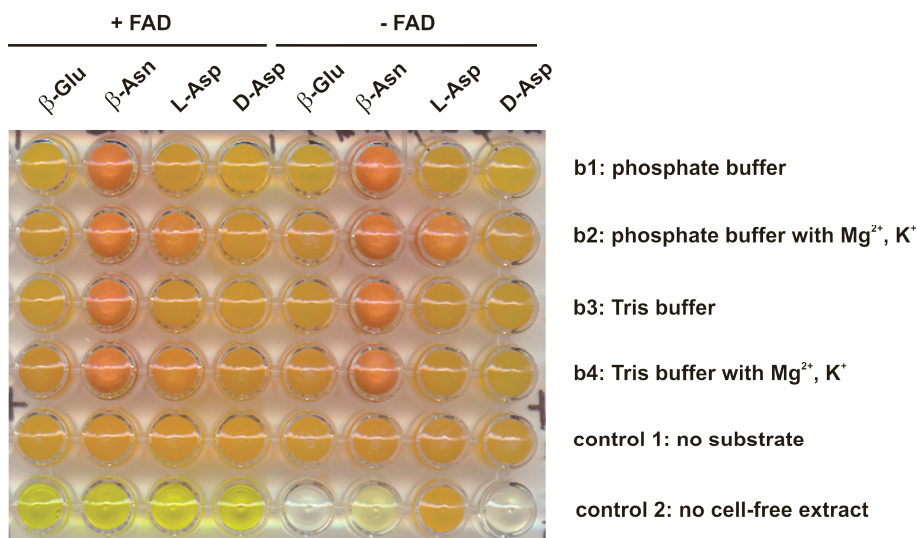 + FAD - FAD
β-Glu β-Asn L-Asp D-Asp β-Glu β-Asn L-Asp D-Asp
b1: phosphate buffer
b2: phosphate buffer with Mg²⁺, K⁺
b3: Tris buffer
b4: Tris buffer with Mg²⁺, K⁺
control 1: no substrate
control 2: no cell-free extract